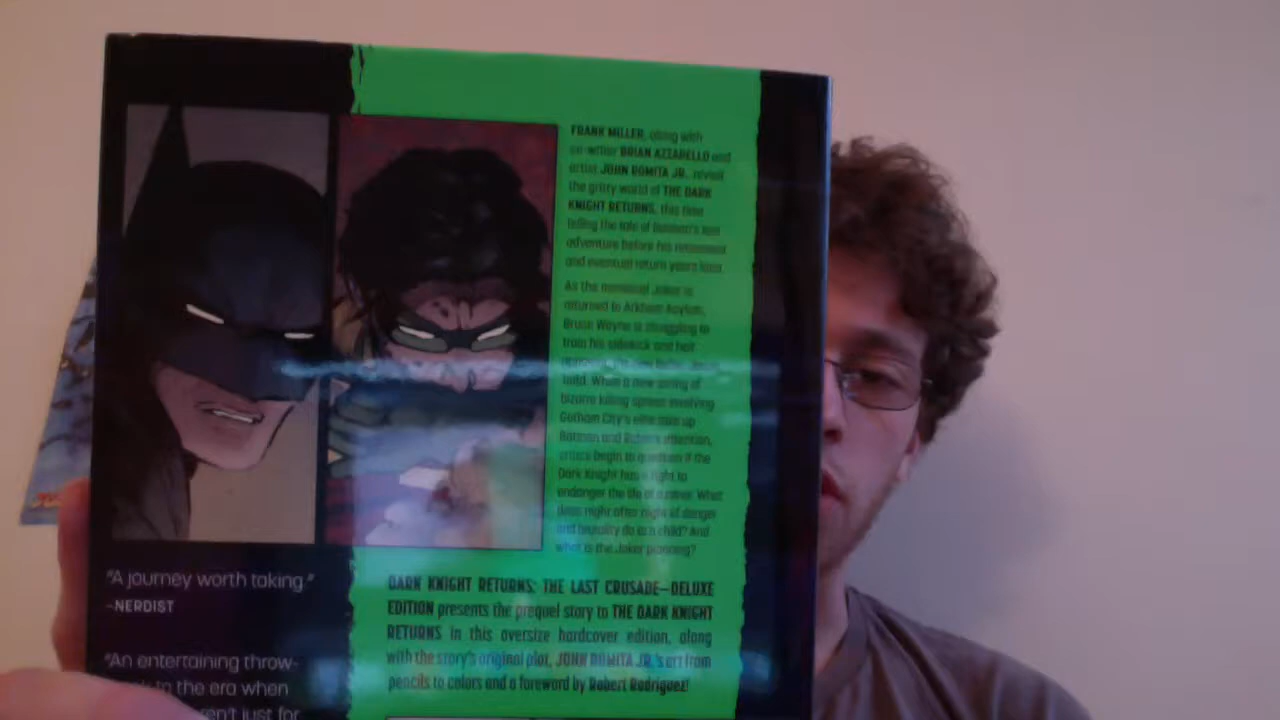 FRANK MILLER, along with
co-writer BRIAN AZZARELLO and
artist JOHN ROMITA JR., reveal
the gritty world of THE DARK
KNIGHT RETURNS, this time
telling the tale of Batman's last
adventure before his retirement
and eventual return years later.
As the maniacal Joker is
returned to Arkham Asylum,
Bruce Wayne is struggling to
train his sidekick and heir
Todd. When a new string of
bizarre killing sprees involving
Gotham City's elite
Batman and Robin's attention,
critics begin to question if the
Dark Knight has a right to
endanger the life of a minor. What
does night after night of danger
and brutality do to a child? And
what is the Joker planning?
DARK KNIGHT RETURNS: THE LAST CRUSADE—DELUXE
EDITION presents the prequel story to THE DARK KNIGHT
RETURNS in this oversize hardcover edition, along
with the story's original plot, JOHN ROMITA JR.'s art from
pencils to colors and a foreword by Robert Rodriguez!
"A journey worth taking."
–NERDIST
"An entertaining throw-
to the era when
aren't just for